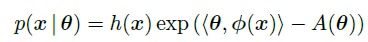 p(x | θ) = h(x) exp (⟨θ, ϕ(x)⟩ − A(θ))